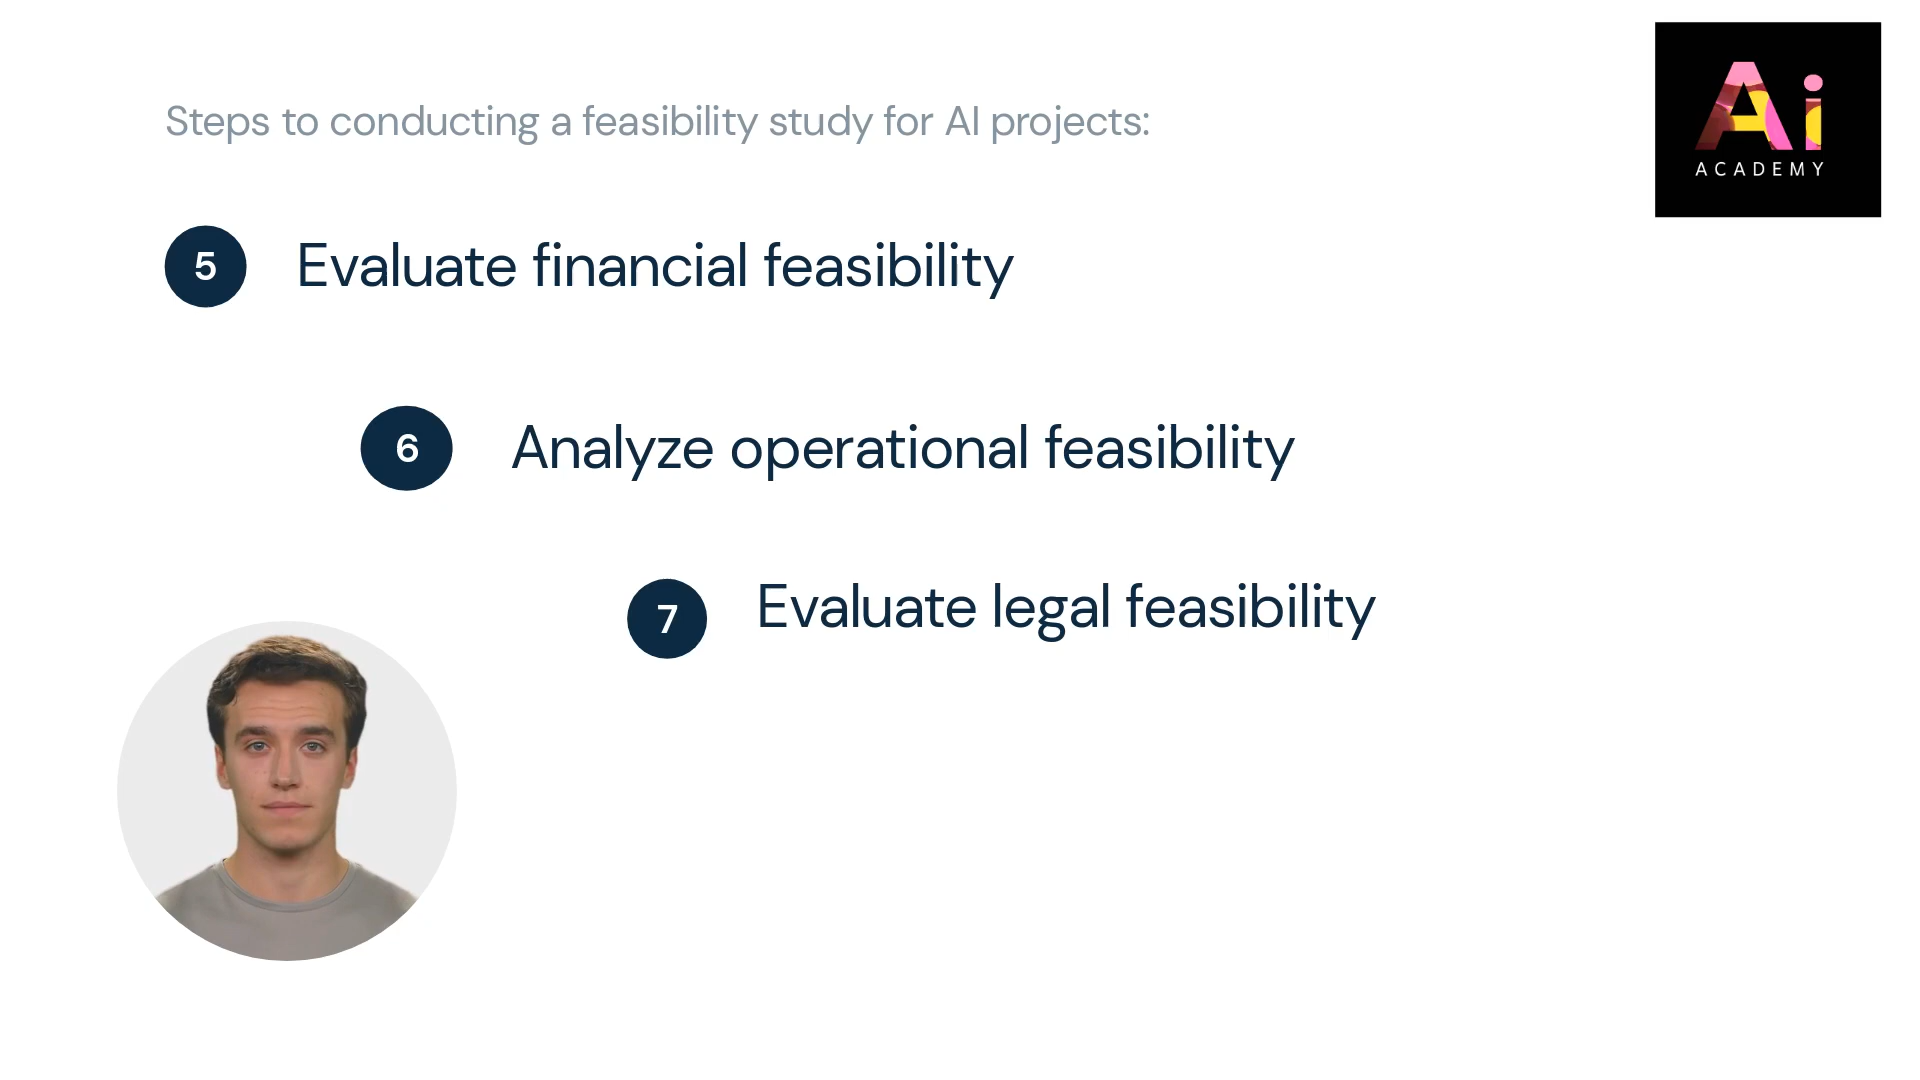 Steps to conducting a feasibility study for AI projects:
Ai
ACADEMY
5 Evaluate financial feasibility
6 Analyze operational feasibility
7 Evaluate legal feasibility